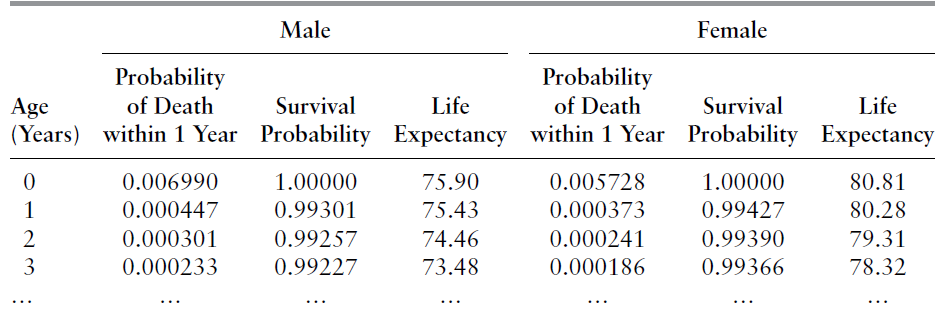 Male Female
Probability Probability
Age of Death Survival Life of Death Survival Life
(Years) within 1 Year Probability Expectancy within 1 Year Probability Expectancy
0 0.006990 1.00000 75.90 0.005728 1.00000 80.81
1 0.000447 0.99301 75.43 0.000373 0.99427 80.28
2 0.000301 0.99257 74.46 0.000241 0.99390 79.31
3 0.000233 0.99227 73.48 0.000186 0.99366 78.32
... ... ... ... ... ... ...